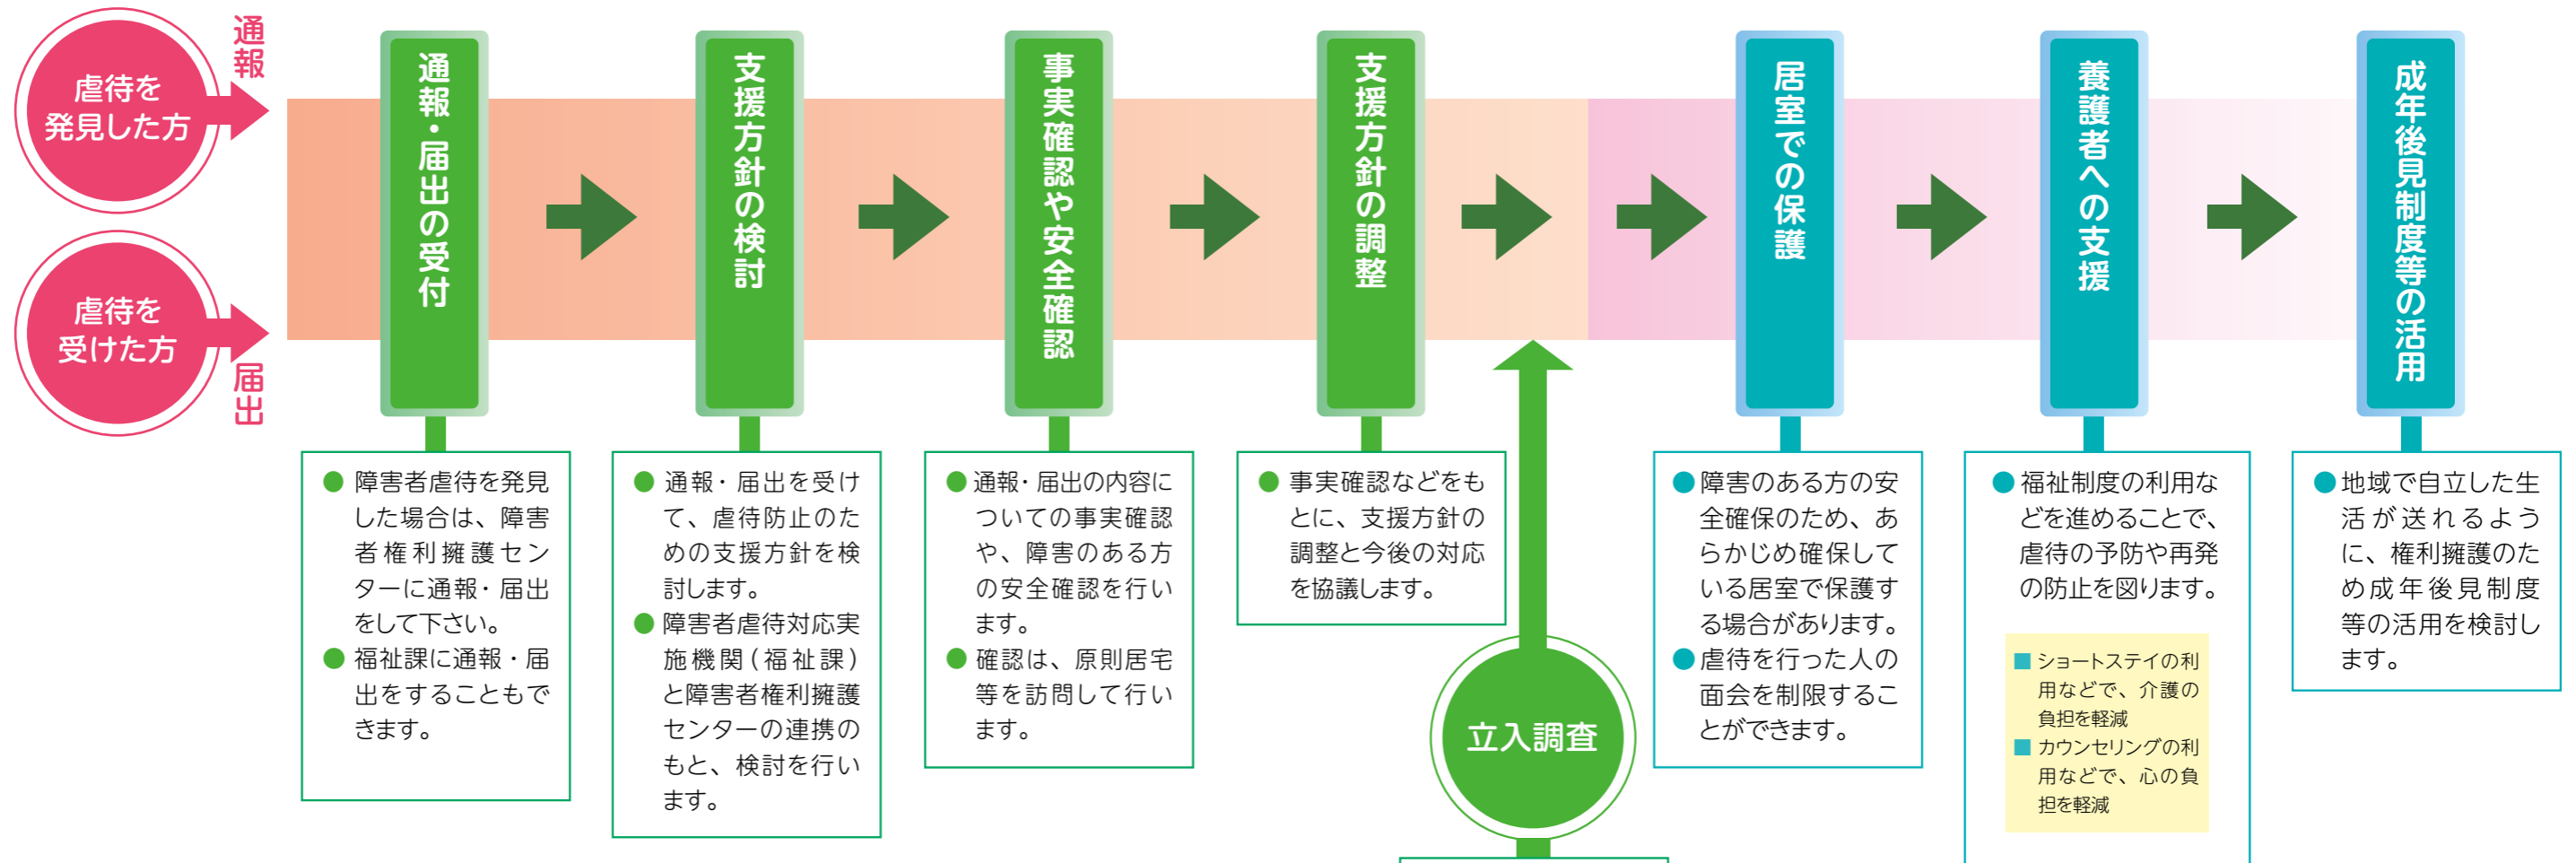 虐待を
発見した方
通報
虐待を
受けた方
届出
通報・届出の受付
支援方針の検討
事実確認や安全確認
支援方針の調整
居室での保護
養護者への支援
成年後見制度等の活用
● 障害者虐待を発見
した場合は、障害
者権利擁護セン
ターに通報・届出
をして下さい。
● 福祉課に通報・届
出をすることもで
きます。
● 通報・届出を受け
て、虐待防止のた
めの支援方針を検
討します。
● 障害者虐待対応実
施機関(福祉課)
と障害者権利擁護
センターの連携の
もと、検討を行い
ます。
● 通報・届出の内容に
ついての事実確認
や、障害のある方
の安全確認を行い
ます。
● 確認は、原則居宅
等を訪問して行い
ます。
● 事実確認などをも
とに、支援方針の
調整と今後の対応
を協議します。
立入調査
● 障害のある方の安
全確保のため、あ
らかじめ確保して
いる居室で保護す
る場合があります。
● 虐待を行った人の
面会を制限するこ
とができます。
● 福祉制度の利用な
どを進めることで、
虐待の予防や再発
の防止を図ります。
■ ショートステイの利
用などで、介護の
負担を軽減
■ カウンセリングの利
用などで、心の負
担を軽減
● 地域で自立した生
活が送れるよう
に、権利擁護のた
め成年後見制度
等の活用を検討し
ます。